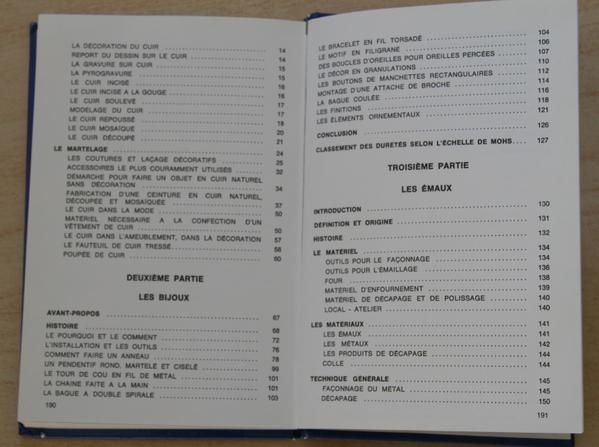 LA DÉCORATION DU CUIR 14
REPORT DU DESSIN SUR LE CUIR 14
LA GRAVURE SUR CUIR 15
LA PYROGRAVURE 15
LE CUIR INCISÉ 16
LE CUIR INCISÉ A LA GOUGE 16
LE CUIR SOULEVÉ 17
MODELAGE DU CUIR 17
LE CUIR REPOUSSÉ 18
LE CUIR MOSAÏQUE 20
LE CUIR DÉCOUPÉ 21
LE MARTELAGE 24
LES COUTURES ET LAÇAGE DÉCORATIFS 25
ACCESSOIRES LE PLUS COURAMMENT UTILISÉS 32
DÉMARCHE POUR FAIRE UN OBJET EN CUIR NATUREL
SANS DÉCORATION 34
FABRICATION D'UNE CEINTURE EN CUIR NATUREL,
DÉCOUPÉE ET MOSAIQUÉE 37
LE CUIR DANS LA MODE 50
MATÉRIEL NÉCESSAIRE A LA CONFECTION D'UN
VÊTEMENT DE CUIR 50
LE CUIR DANS L'AMEUBLEMENT, DANS LA DÉCORATION 57
LE FAUTEUIL DE CUIR TRESSÉ 58
POUPÉE DE CUIR 60
DEUXIÈME PARTIE
LES BIJOUX
AVANT-PROPOS 67
HISTOIRE 68
LE POURQUOI ET LE COMMENT 72
L'INSTALLATION ET LES OUTILS 76
COMMENT FAIRE UN ANNEAU 78
UN PENDENTIF ROND, MARTELÉ ET CISELÉ 99
LE TOUR DE COU EN FIL DE MÉTAL 101
LA CHAINE FAITE A LA MAIN 101
LA BAGUE A DOUBLE SPIRALE 103
190
LE BRACELET EN FIL TORSADÉ 104
LE MOTIF EN FILIGRANE 106
DES BOUCLES D'OREILLES POUR OREILLES PERCÉES 107
LE DÉCOR EN GRANULATIONS 110
LES BOUTONS DE MANCHETTES RECTANGULAIRES 112
MONTAGE D'UNE ATTACHE DE BROCHE 114
LA BAGUE COULÉE 116
LES FINITIONS 118
LES ÉLÉMENTS ORNEMENTAUX 121
CONCLUSION 126
CLASSEMENT DES DURETÉS SELON L'ÉCHELLE DE MOHS 127
TROISIÈME PARTIE
LES ÉMAUX
INTRODUCTION 130
DEFINITION ET ORIGINE 131
HISTOIRE 132
LE MATÉRIEL 134
OUTILS POUR LE FAÇONNAGE 134
OUTILS POUR L'ÉMAILLAGE 136
FOUR 138
MATÉRIEL D'ENFOURNEMENT 139
MATÉRIEL DE DÉCAPAGE ET DE POLISSAGE 140
LOCAL - ATELIER 140
LES MATÉRIAUX 141
LES ÉMAUX 141
LES MÉTAUX 142
LES PRODUITS DE DÉCAPAGE 144
COLLE 144
TECHNIQUE GÉNÉRALE 145
FAÇONNAGE DU MÉTAL 145
DÉCAPAGE 150
191